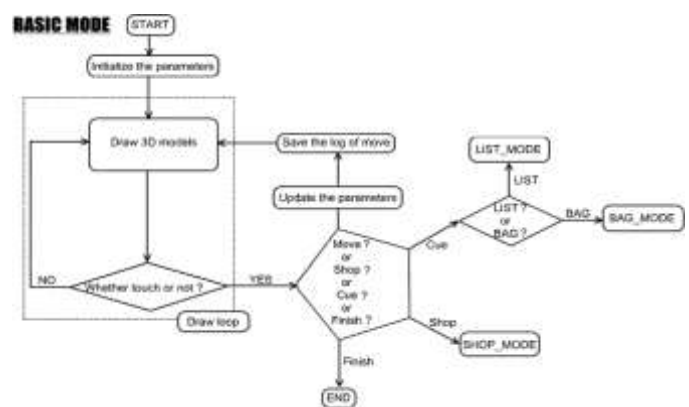 BASIC MODE
START
Initialize the parameters
Draw 3D models
Save the log of move
Update the parameters
LIST_MODE
LIST
LIST ?
or
BAG ?
BAG
BAG_MODE
Cue
Move ?
or
Shop ?
or
Cue ?
or
Finish ?
NO
Whether touch or not ?
YES
Draw loop
Shop
SHOP_MODE
Finish
END